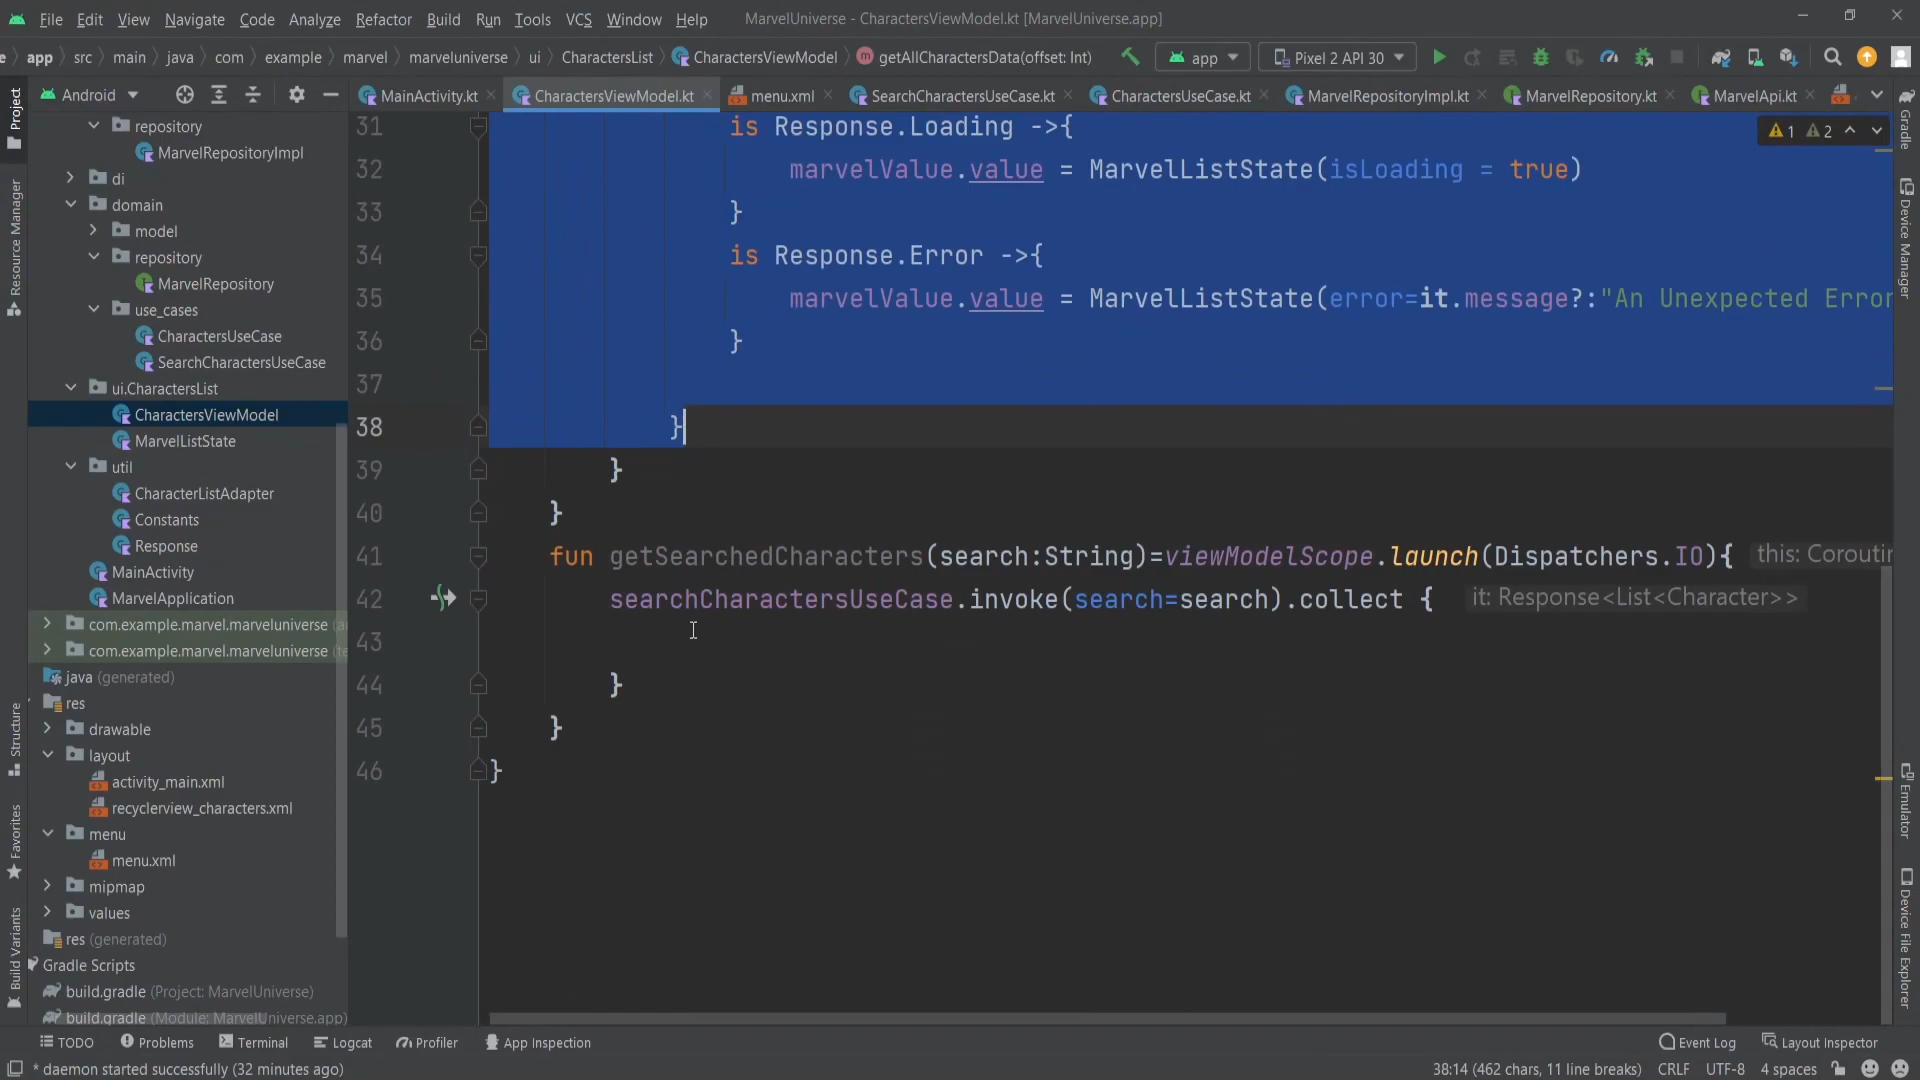 File Edit View Navigate Code Analyze Refactor Build Run Tools VCS Window Help MarvelUniverse - CharactersViewModel.kt [MarvelUniverse.app]
app src main java com example marvel marveluniverse ui CharactersList CharactersViewModel getAllCharactersData(offset: Int) app Pixel 2 API 30
Android MainActivity.kt CharactersViewModel.kt menu.xml SearchCharactersUseCase.kt CharactersUseCase.kt MarvelRepositoryImpl.kt MarvelRepository.kt MarvelApi.kt
Project
Resource Manager
Structure
Favorites
Build Variants
repository
MarvelRepositoryImpl
di
domain
model
repository
MarvelRepository
use_cases
CharactersUseCase
SearchCharactersUseCase
ui.CharactersList
CharactersViewModel
MarvelListState
util
CharacterListAdapter
Constants
Response
MainActivity
MarvelApplication
com.example.marvel.marveluniverse
com.example.marvel.marveluniverse
java (generated)
res
drawable
layout
activity_main.xml
recyclerview_characters.xml
menu
menu.xml
mipmap
values
res (generated)
Gradle Scripts
build.gradle (Project: MarvelUniverse)
build.gradle (Module: MarvelUniverse.app)
31 is Response.Loading ->{
32 marvelValue.value = MarvelListState(isLoading = true)
33 }
34 is Response.Error ->{
35 marvelValue.value = MarvelListState(error=it.message?:"An Unexpected Error
36 }
37
38 }
39 }
40 }
41 fun getSearchedCharacters(search:String)=viewModelScope.launch(Dispatchers.IO){ this: Corouti
42 searchCharactersUseCase.invoke(search=search).collect { it: Response<List<Character>>
43
44 }
45 }
46 }
1 2
Gradle
Device Manager
Emulator
Device File Explorer
TODO Problems Terminal Logcat Profiler App Inspection Event Log Layout Inspector
* daemon started successfully (32 minutes ago) 38:14 (462 chars, 11 line breaks) CRLF UTF-8 4 spaces